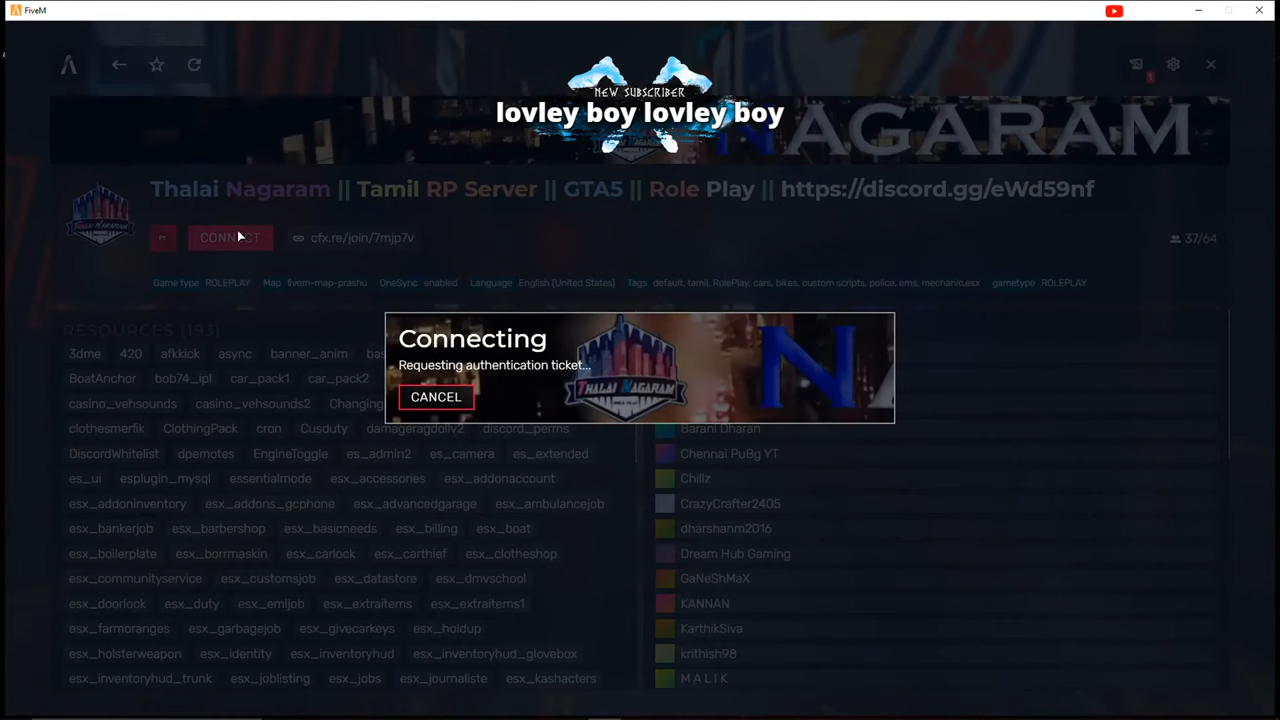 FiveM
NEW SUBSCRIBER
lovley boy lovley boy
NAGARAM
Thalai Nagaram || Tamil RP Server || GTA5 || Role Play || https://discord.gg/eWd59nf
CONNECT
cfx.re/join/7mjp7v
37/64
Game type ROLEPLAY Map fivem-map-prashu OneSync enabled Language English (United States) Tags default, tamil, RolePlay, cars, bikes, custom scripts, police, ems, mechanic,esx gametype ROLEPLAY
RESOURCES (193)
3dme 420 afkkick async banner_anim
BoatAnchor bob74_ipl car_pack1 car_pack2
casino_vehsounds casino_vehsounds2
clothesmerfik ClothingPack cron Cusduty damageragdollv2 discord_perms
DiscordWhitelist dpemotes EngineToggle es_admin2 es_camera es_extended
es_ui esplugin_mysql essentialmode esx_accessories esx_addonaccount
esx_addoninventory esx_addons_gcphone esx_advancedgarage esx_ambulancejob
esx_bankerjob esx_barbershop esx_basicneeds esx_billing esx_boat
esx_boilerplate esx_borrmaskin esx_carlock esx_carthief esx_clotheshop
esx_communityservice esx_customsjob esx_datastore esx_dmvschool
esx_doorlock esx_duty esx_emijob esx_extraitems esx_extraitems1
esx_farmoranges esx_garbagejob esx_givecarkeys esx_holdup
esx_holsterweapon esx_identity esx_inventoryhud esx_inventoryhud_glovebox
esx_inventoryhud_trunk esx_joblisting esx_jobs esx_journaliste esx_kashacters
Connecting
Requesting authentication ticket...
CANCEL
THALAI NAGARAM
N
Barani Dharan
Chennai PuBg YT
Chillz
CrazyCrafter2405
dharshanm2016
Dream Hub Gaming
GaNeShMaX
KANNAN
KarthikSiva
krithish98
M A L I K